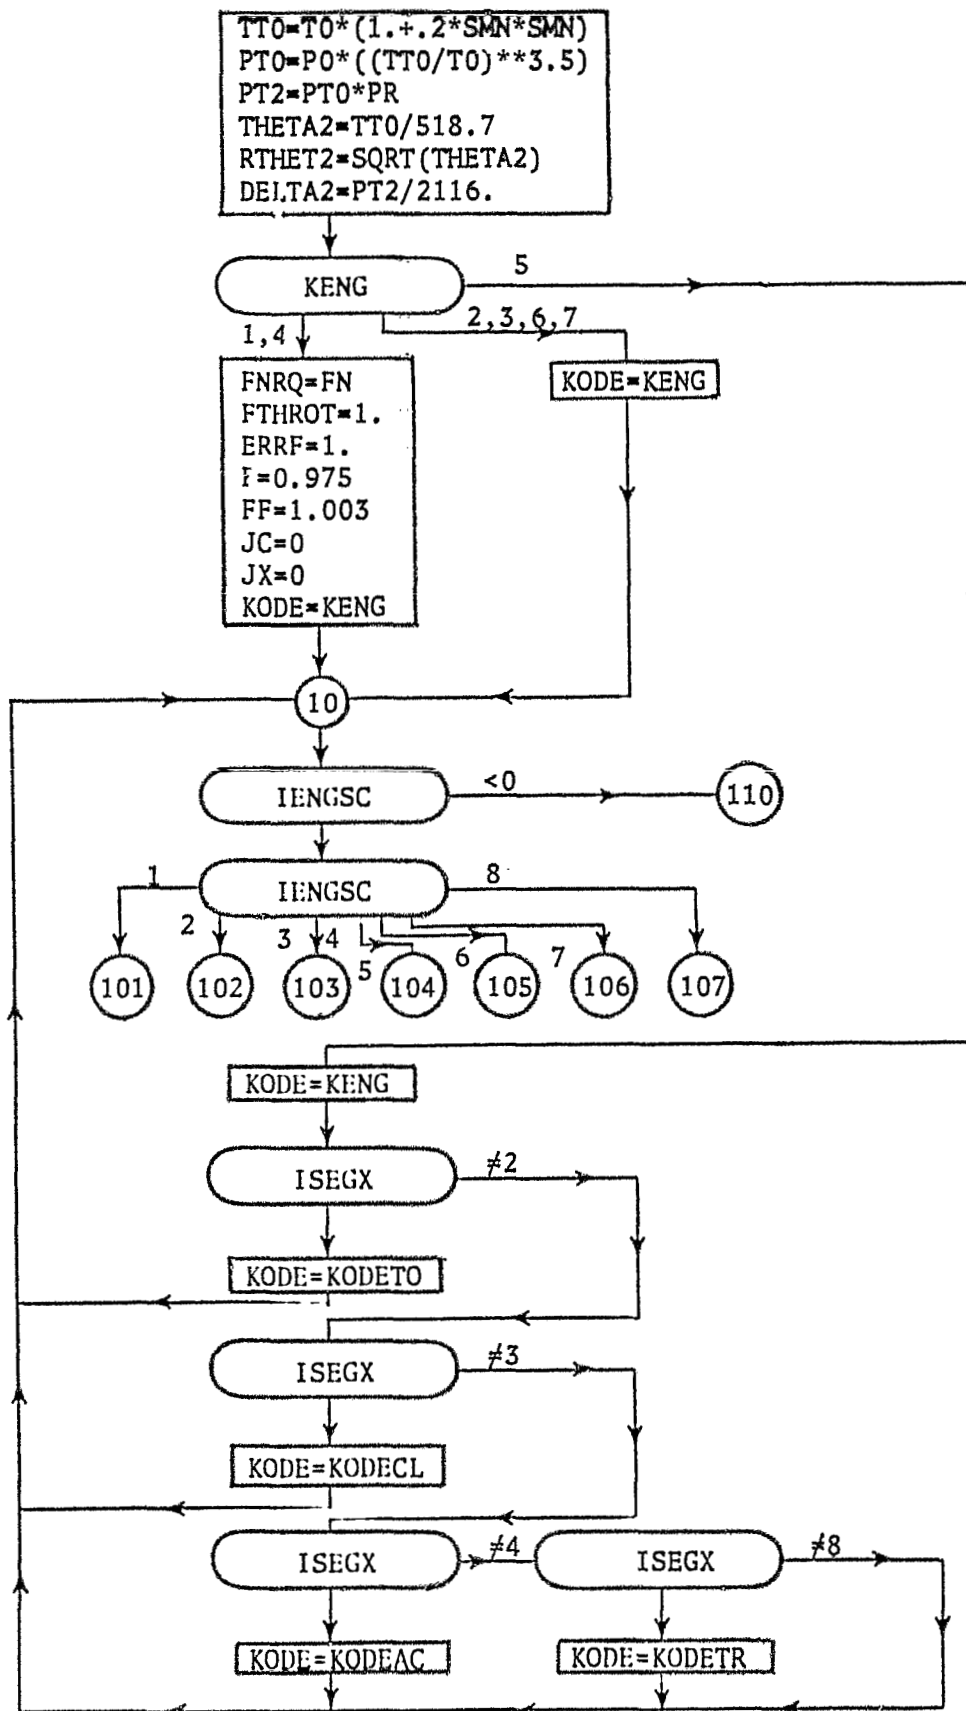 TT0=T0*(1.+.2*SMN*SMN)
PT0=P0*((TT0/T0)**3.5)
PT2=PT0*PR
THETA2=TT0/518.7
RTHET2=SQRT(THETA2)
DELTA2=PT2/2116.
KENG
5
1,4
2,3,6,7
FNRQ=FN
FTHROT=1.
ERRF=1.
F=0.975
FF=1.003
JC=0
JX=0
KODE=KENG
KODE=KENG
10
IENGSC
<0
110
IENGSC
1
8
2
3
4
5
6
7
101
102
103
104
105
106
107
KODE=KENG
ISEGX
≠2
KODE=KODETO
ISEGX
≠3
KODE=KODECL
ISEGX
≠4
ISEGX
≠8
KODE=KODEAC
KODE=KODETR